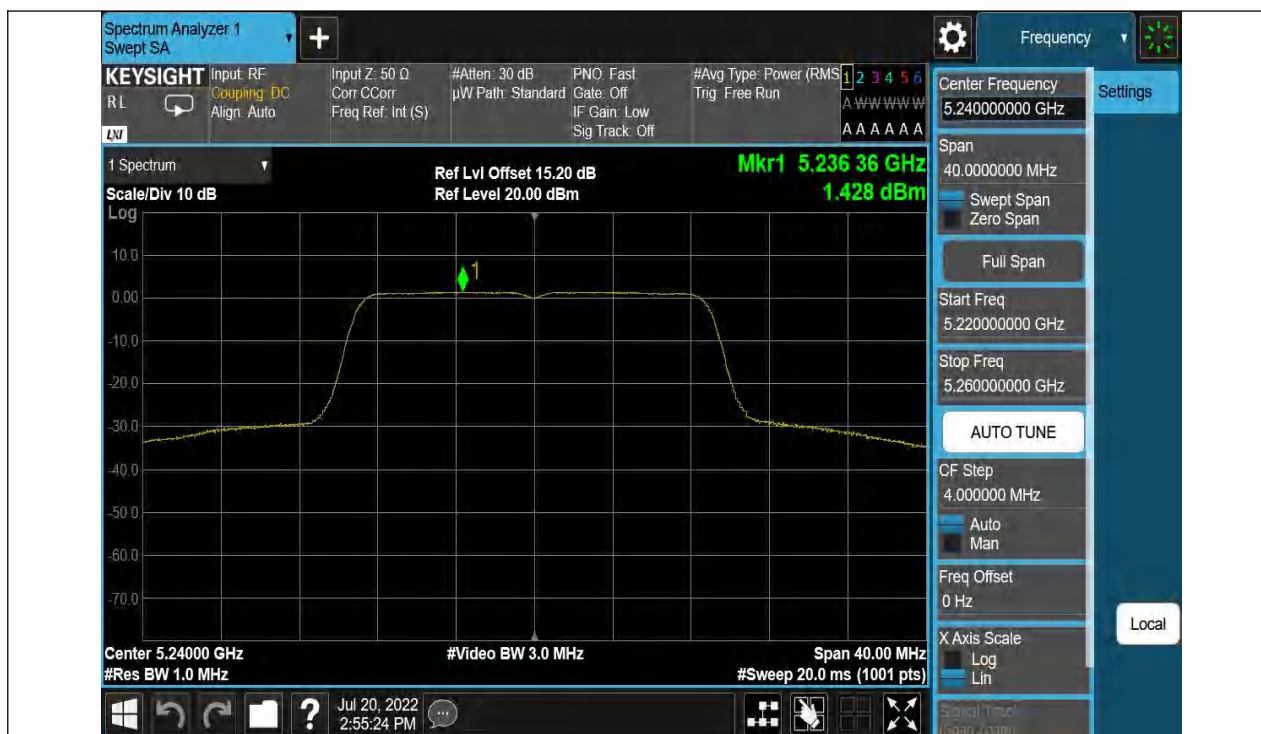 Spectrum Analyzer 1
Swept SA
Frequency
KEYSIGHT
R L
LXI
Input: RF
Coupling: DC
Align: Auto
Input Z: 50 Ω
Corr CCorr
Freq Ref: Int (S)
#Atten: 30 dB
µW Path: Standard
PNO: Fast
Gate: Off
IF Gain: Low
Sig Track: Off
#Avg Type: Power (RMS
Trig: Free Run
1 2 3 4 5 6
A W W W W W
A A A A A A
1 Spectrum
Scale/Div 10 dB
Log
Ref Lvl Offset 15.20 dB
Ref Level 20.00 dBm
Mkr1 5.236 36 GHz
1.428 dBm
1
10.0
0.00
-10.0
-20.0
-30.0
-40.0
-50.0
-60.0
-70.0
Center 5.24000 GHz
#Res BW 1.0 MHz
#Video BW 3.0 MHz
Span 40.00 MHz
#Sweep 20.0 ms (1001 pts)
Center Frequency
5.240000000 GHz
Settings
Span
40.0000000 MHz
Swept Span
Zero Span
Full Span
Start Freq
5.220000000 GHz
Stop Freq
5.260000000 GHz
AUTO TUNE
CF Step
4.000000 MHz
Auto
Man
Freq Offset
0 Hz
X Axis Scale
Log
Lin
Local
Signal Track
(Span Zoom)
?
Jul 20, 2022
2:55:24 PM